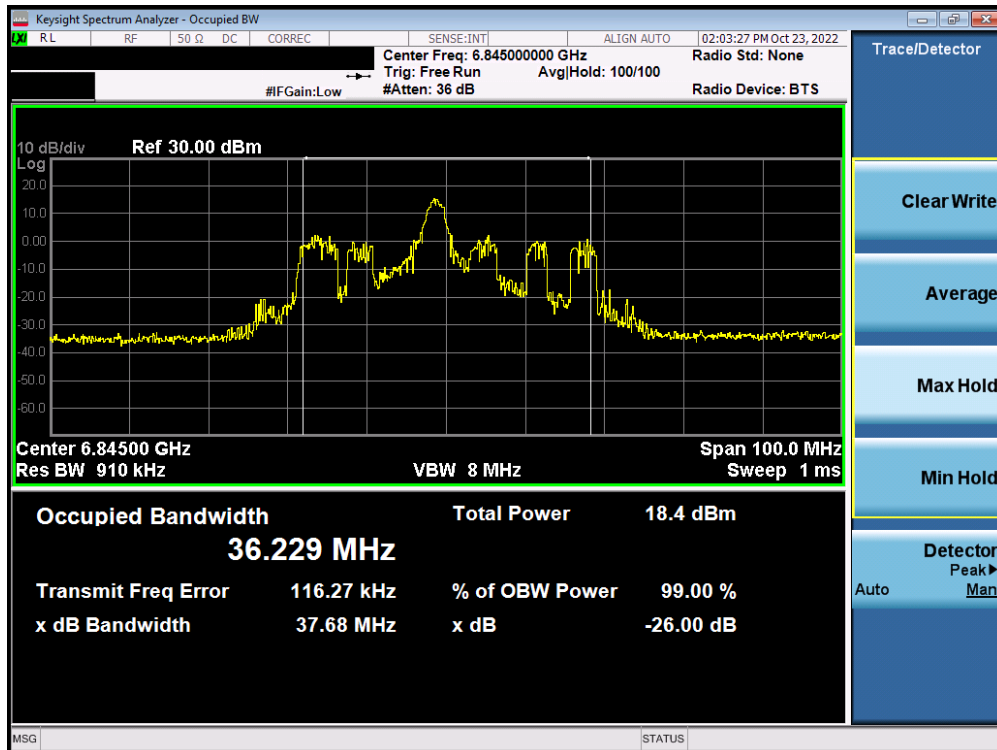 Keysight Spectrum Analyzer - Occupied BW
LXI RL RF 50 Ω DC CORREC SENSE:INT ALIGN AUTO 02:03:27 PM Oct 23, 2022
Center Freq: 6.845000000 GHz Radio Std: None
Trig: Free Run Avg|Hold: 100/100
#IFGain:Low #Atten: 36 dB Radio Device: BTS
Trace/Detector
10 dB/div Ref 30.00 dBm
Log
20.0
10.0
0.00
-10.0
-20.0
-30.0
-40.0
-50.0
-60.0
Center 6.84500 GHz Span 100.0 MHz
Res BW 910 kHz VBW 8 MHz Sweep 1 ms
Occupied Bandwidth Total Power 18.4 dBm
36.229 MHz
Transmit Freq Error 116.27 kHz % of OBW Power 99.00 %
x dB Bandwidth 37.68 MHz x dB -26.00 dB
Clear Write
Average
Max Hold
Min Hold
Detector
Peak▶
Auto Man
MSG STATUS